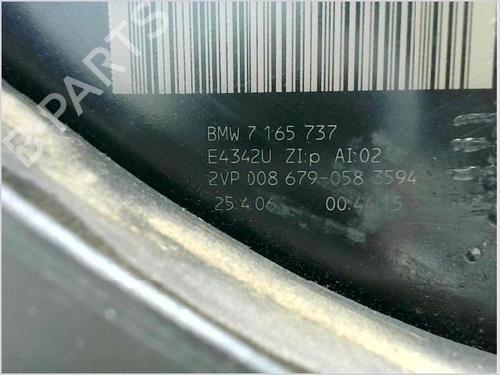 B-PARTS
BMW 7 165 737
E4342U ZI:p AI:02
2VP 008 679-058 3594
25.4.06 00:44:15